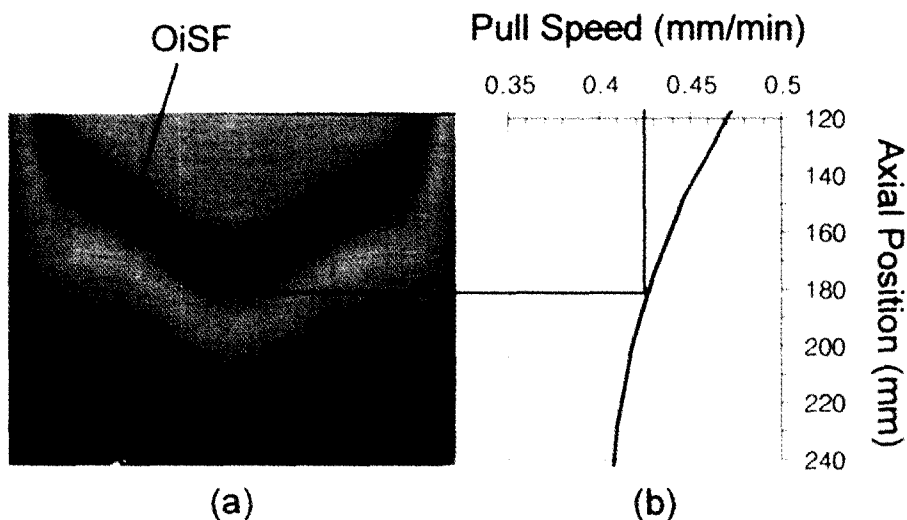 OiSF
Pull Speed (mm/min)
0.35 0.4 0.45 0.5
120
140
160
180
200
220
240
Axial Position (mm)
(a) (b)